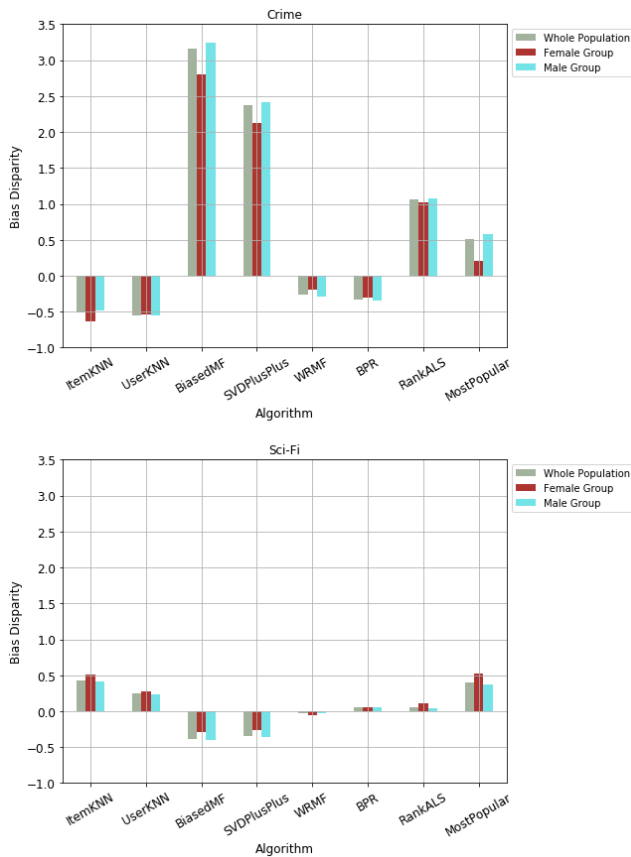 Crime
3.5
3.0
2.5
2.0
1.5
1.0
0.5
0.0
−0.5
−1.0
Bias Disparity
ItemKNN
UserKNN
BiasedMF
SVDPlusPlus
WRMF
BPR
RankALS
MostPopular
Algorithm
Whole Population
Female Group
Male Group
Sci-Fi
3.5
3.0
2.5
2.0
1.5
1.0
0.5
0.0
−0.5
−1.0
Bias Disparity
ItemKNN
UserKNN
BiasedMF
SVDPlusPlus
WRMF
BPR
RankALS
MostPopular
Algorithm
Whole Population
Female Group
Male Group